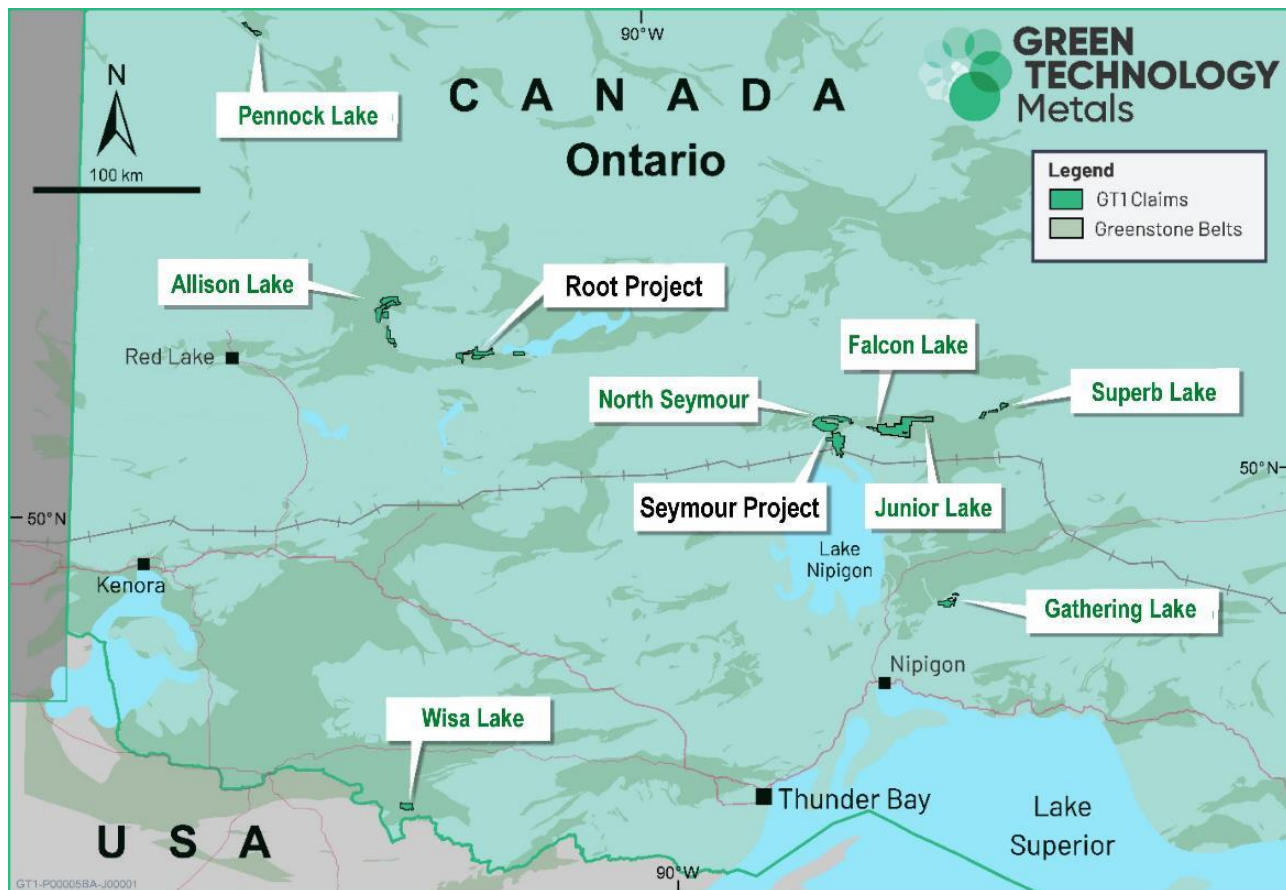 90°W
GREEN
TECHNOLOGY
Metals
N
Pennock Lake
C A N A D A
Ontario
100 km
Legend
GT1 Claims
Greenstone Belts
Allison Lake
Root Project
Red Lake
Falcon Lake
North Seymour
Superb Lake
50°N
Seymour Project
Junior Lake
50°N
Lake
Nipigon
Kenora
Gathering Lake
Nipigon
Wisa Lake
Thunder Bay
Lake
Superior
U S A
90°W
GT1-P00005BA-J00001